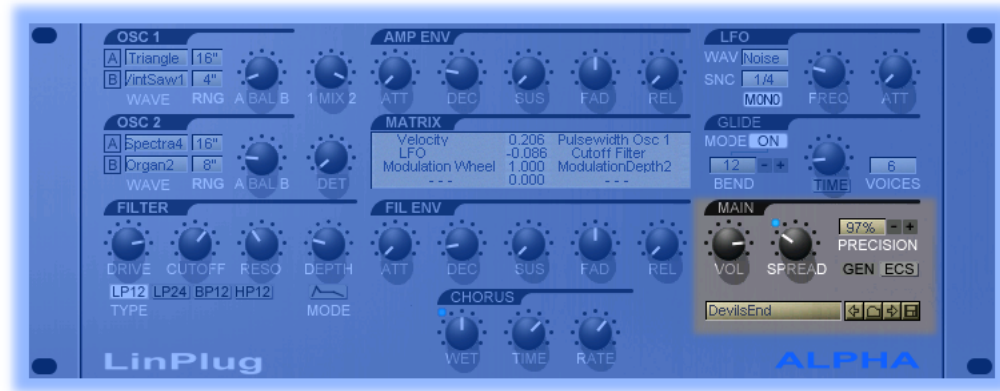 OSC 1
A Triangle 16"
B VintSaw1 4"
WAVE RNG A BAL B 1 MIX 2
AMP ENV
ATT DEC SUS FAD REL
LFO
WAV Noise
SNC 1/4
MONO FREQ ATT
OSC 2
A Spectra4 16"
B Organ2 8"
WAVE RNG A BAL B DET
MATRIX
Velocity 0.206 Pulsewidth Osc 1
LFO -0.086 Cutoff Filter
Modulation Wheel 1.000 ModulationDepth2
- - - 0.000 - - -
GLIDE
MODE ON
12 - + 6
BEND TIME VOICES
FILTER
DRIVE CUTOFF RESO DEPTH
LP12 LP24 BP12 HP12
TYPE MODE
FIL ENV
ATT DEC SUS FAD REL
CHORUS
WET TIME RATE
MAIN
97% - +
PRECISION
VOL SPREAD GEN ECS
DevilsEnd
LinPlug ALPHA